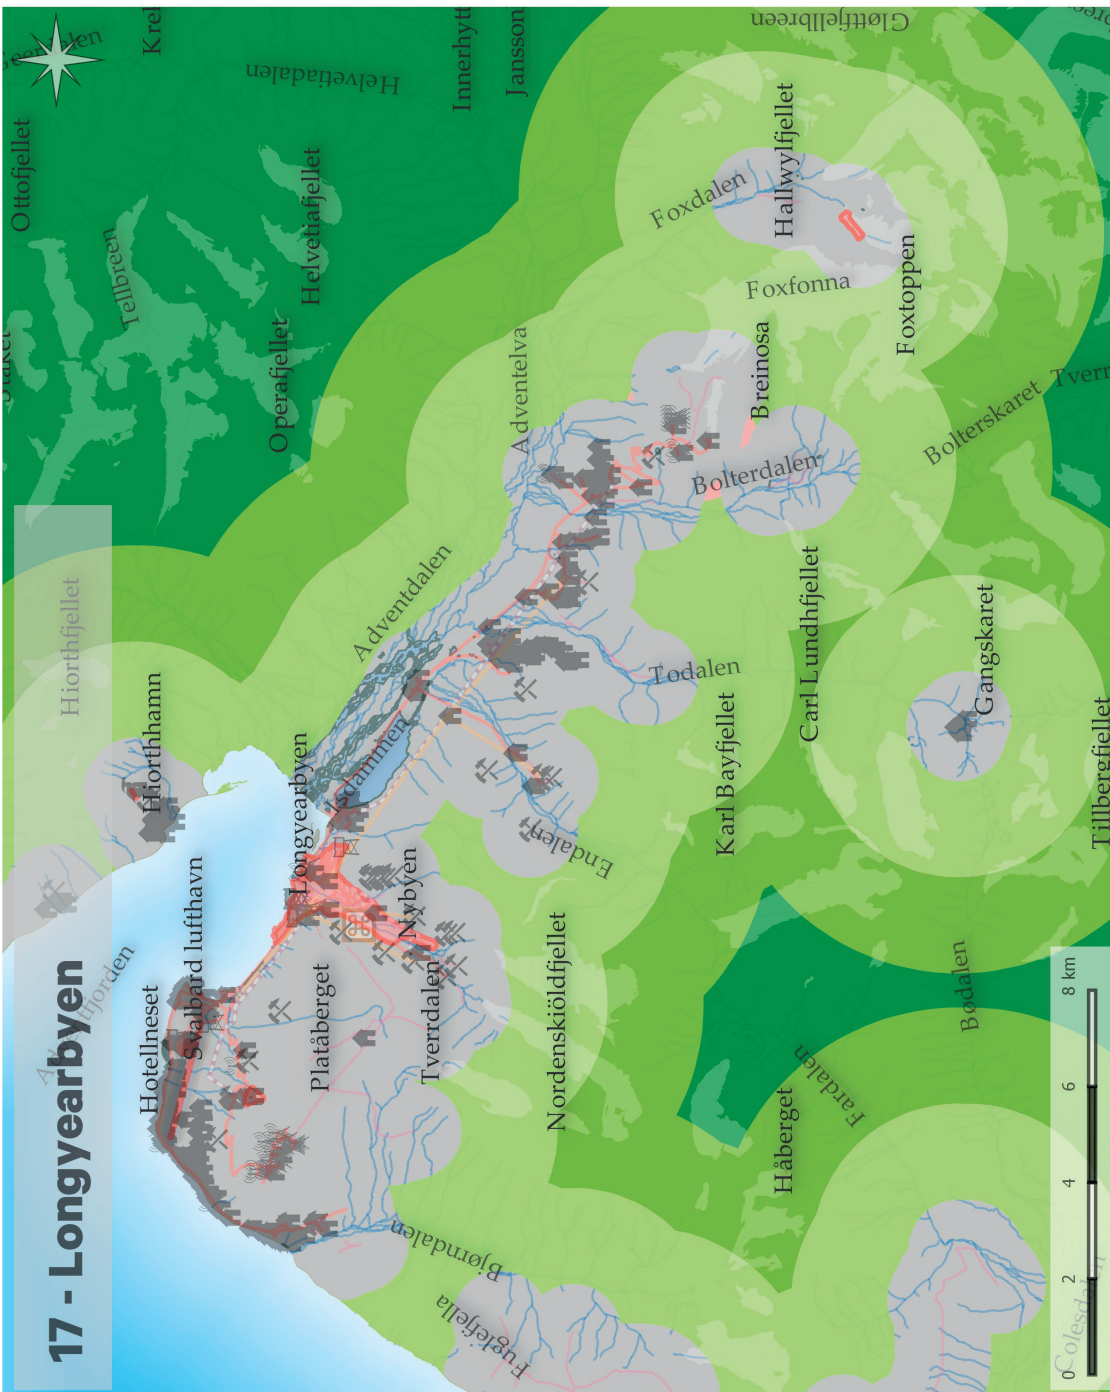 17 - Longyearbyen
Adventfjorden
Hiorthfjellet
Hotellneset
Svalbard lufthavn
Hiorthhamn
Tellbreen
Ottofjellet
Helvetiadalen
Helvetiafjellet
Operafjellet
Longyearbyen
Isdammen
Adventdalen
Platåberget
Nybyen
Tverrdalen
Bjørndalen
Fuglefjella
Endalen
Adventelva
Nordenskiöldfjellet
Todalen
Karl Bayfjellet
Foxdalen
Hallwylfjellet
Gløttfjellbreen
Foxfonna
Foxtoppen
Breinosa
Bolterdalen
Carl Lundhfjellet
Bolterskaret
Håberget
Fardalen
Bødalen
Gangskaret
Tillbergfjellet
Colesdalen
0 2 4 6 8 km